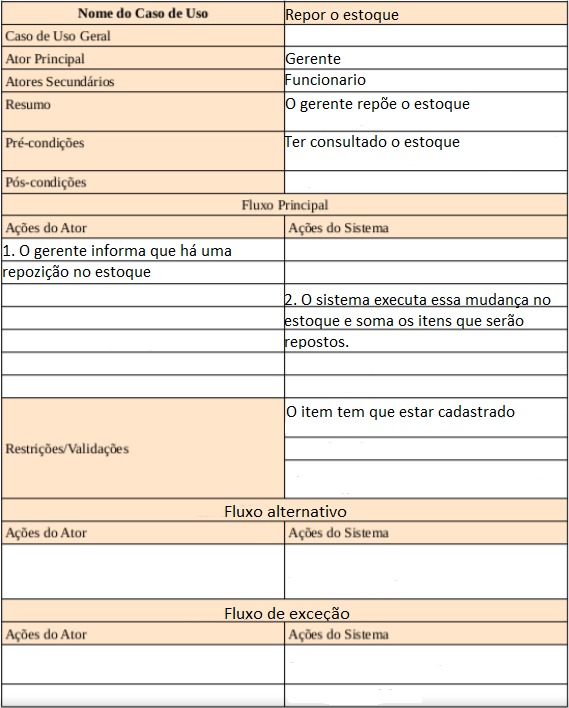 Nome do Caso de Uso Repor o estoque
Caso de Uso Geral
Ator Principal Gerente
Atores Secundários Funcionario
Resumo O gerente repõe o estoque
Pré-condições Ter consultado o estoque
Pós-condições
Fluxo Principal
Ações do Ator Ações do Sistema
1. O gerente informa que há uma
repozição no estoque
2. O sistema executa essa mudança no
estoque e soma os itens que serão
repostos.
O item tem que estar cadastrado
Restrições/Validações
Fluxo alternativo
Ações do Ator Ações do Sistema
Fluxo de exceção
Ações do Ator Ações do Sistema